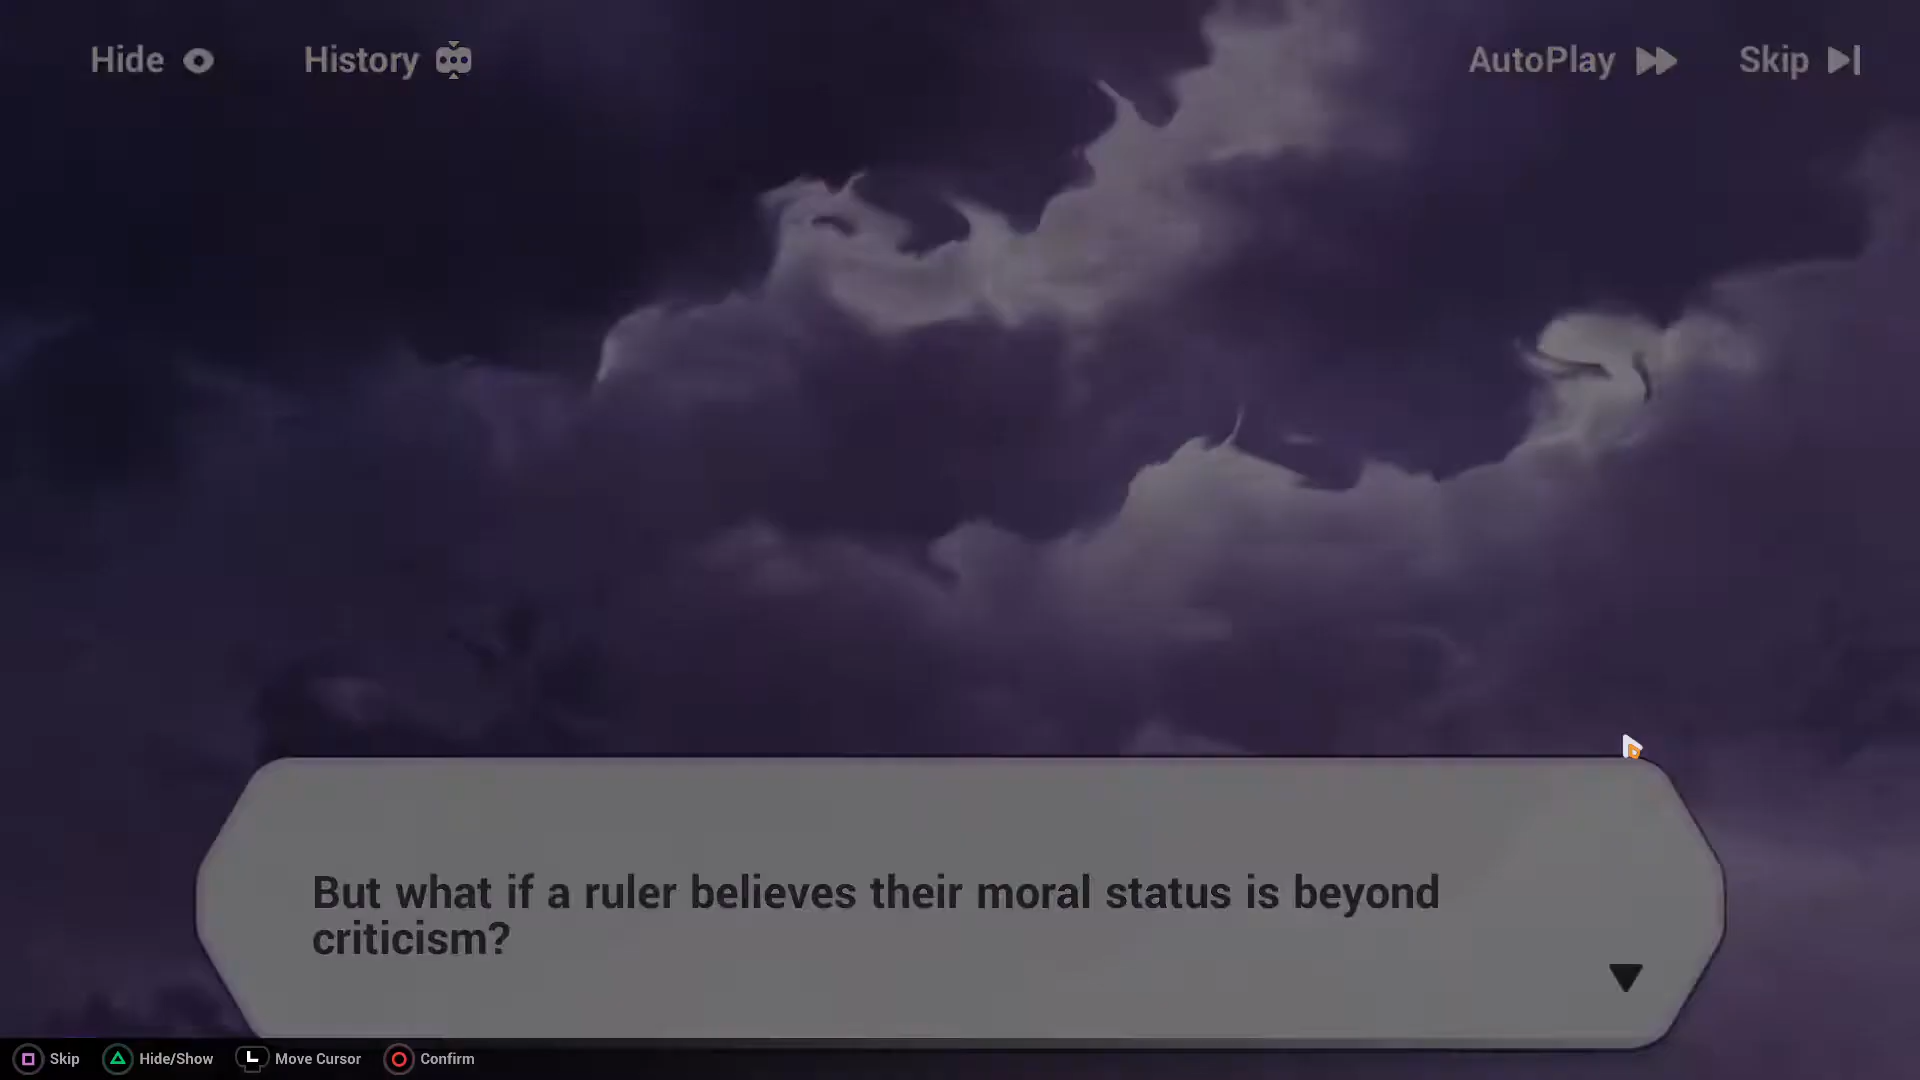 Hide
History
AutoPlay
Skip
But what if a ruler believes their moral status is beyond
criticism?
Skip
Hide/Show
L
Move Cursor
Confirm